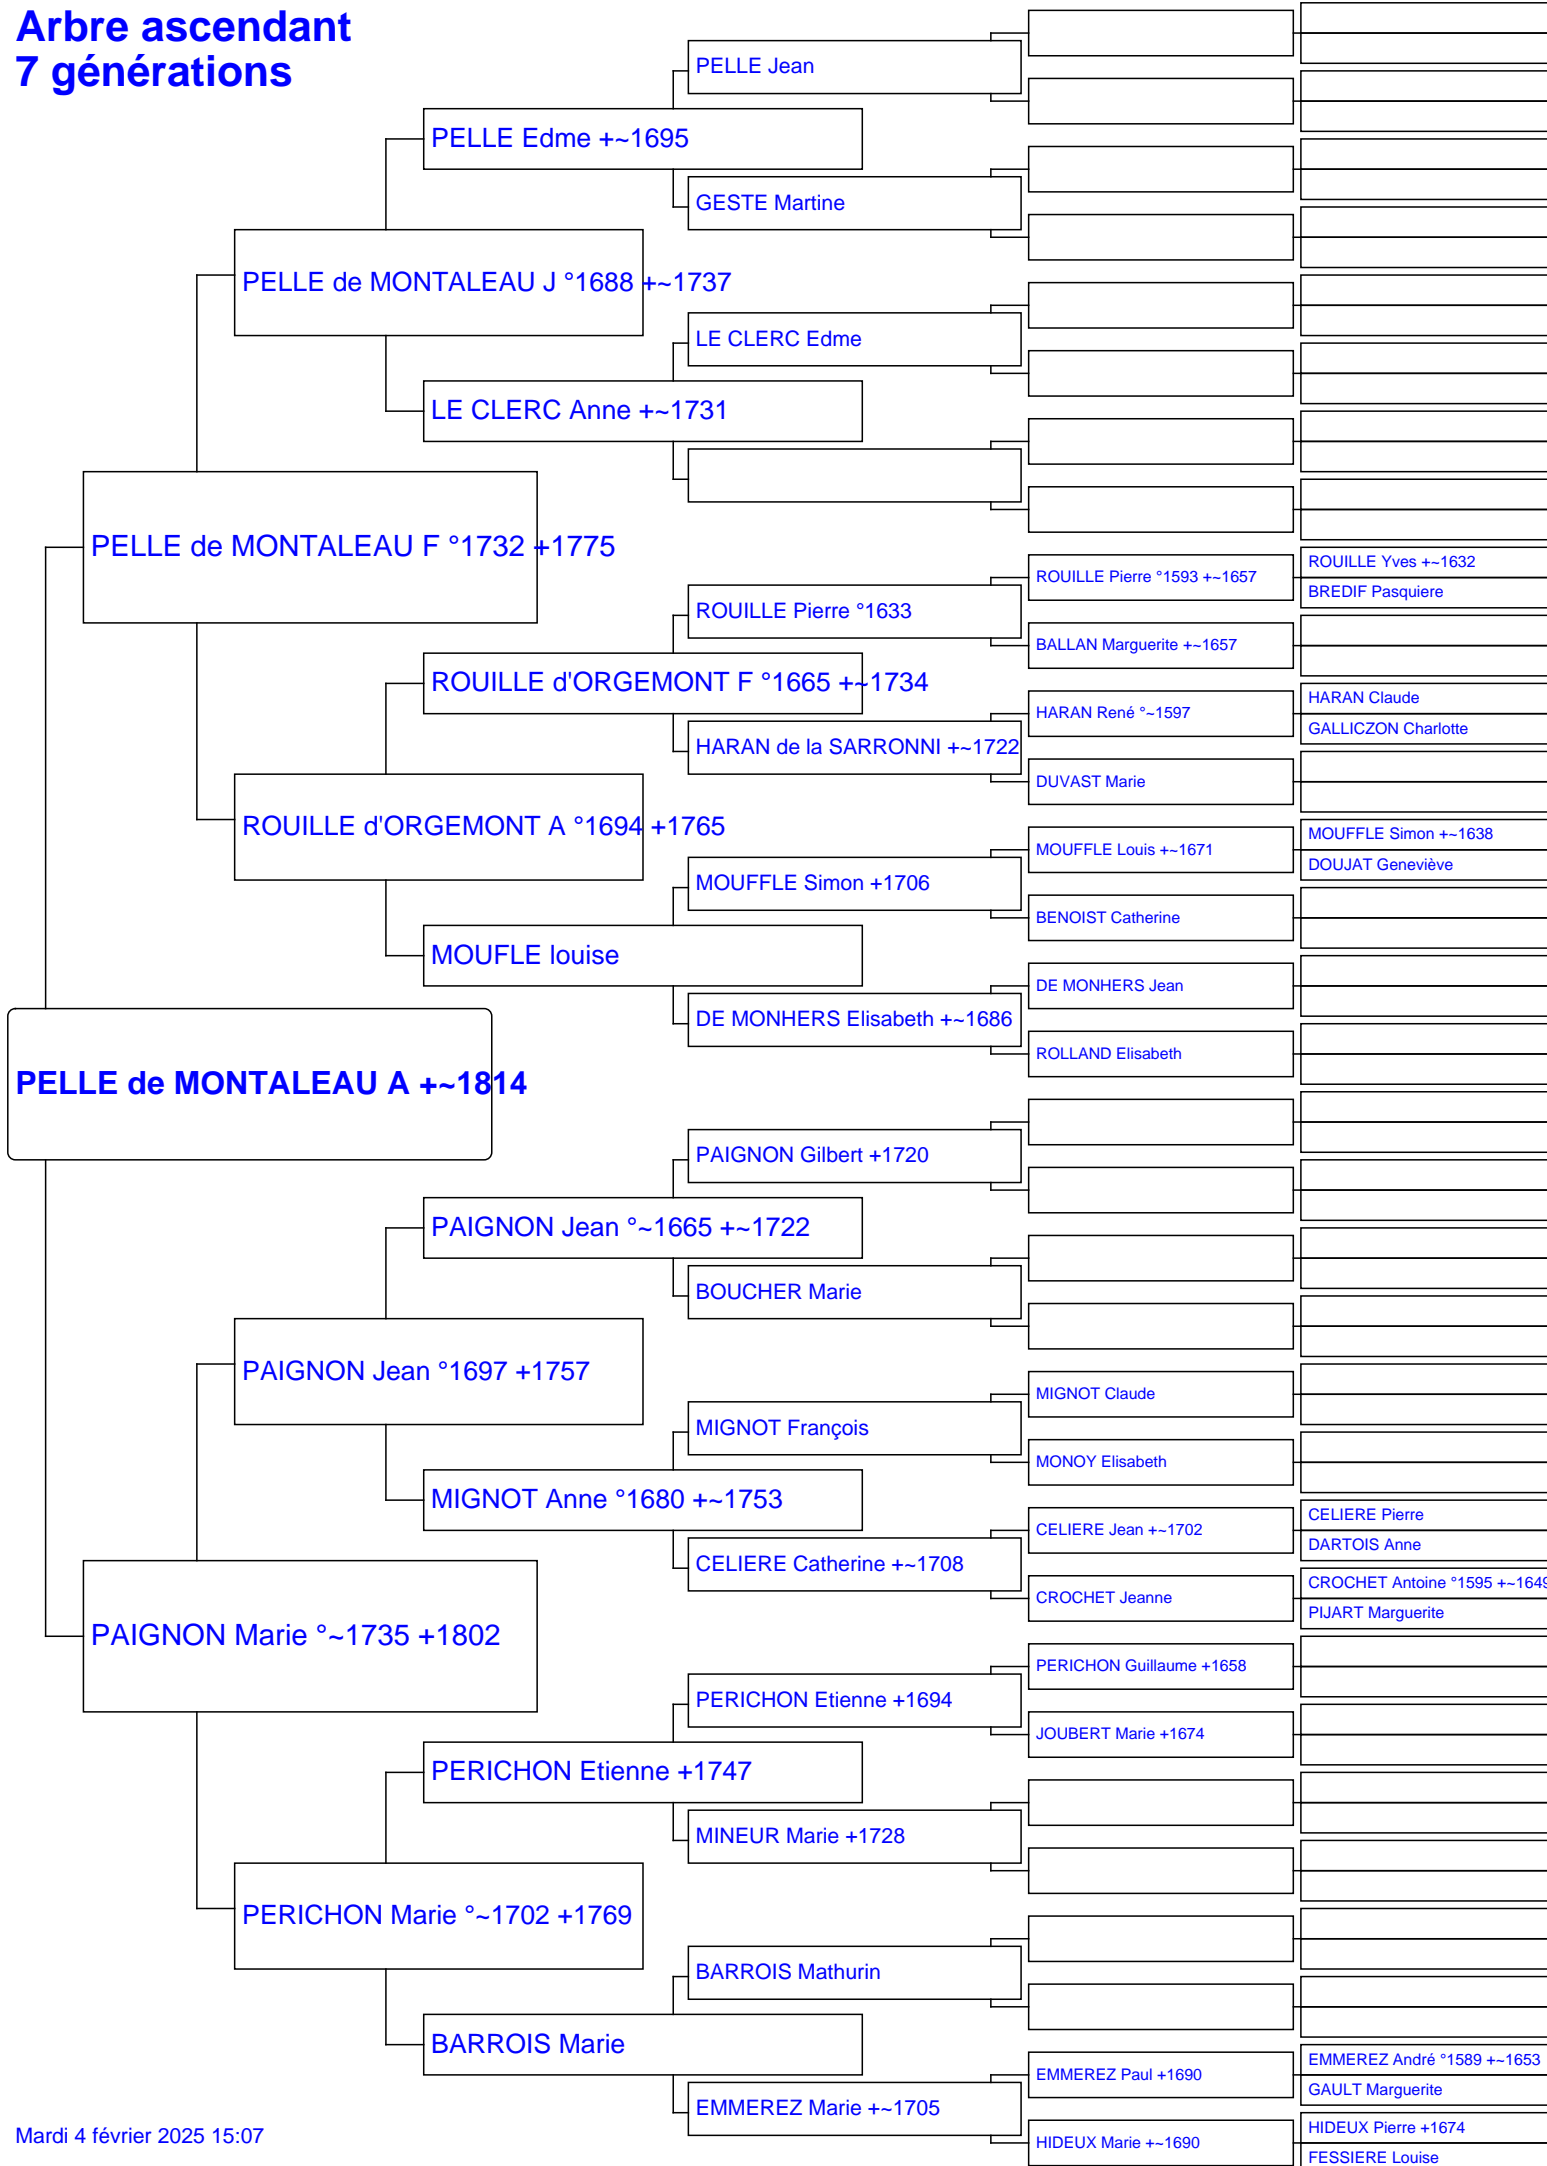 Arbre ascendant
7 générations
PELLE Jean
PELLE Edme +~1695
GESTE Martine
PELLE de MONTALEAU J °1688 +~1737
LE CLERC Edme
LE CLERC Anne +~1731
PELLE de MONTALEAU F °1732 +1775
ROUILLE Pierre °1593 +~1657
ROUILLE Yves +~1632
BREDIF Pasquiere
ROUILLE Pierre °1633
BALLAN Marguerite +~1657
ROUILLE d'ORGEMONT F °1665 +~1734
HARAN René °~1597
HARAN Claude
GALLICZON Charlotte
HARAN de la SARRONNI +~1722
DUVAST Marie
ROUILLE d'ORGEMONT A °1694 +1765
MOUFFLE Louis +~1671
MOUFFLE Simon +~1638
DOUJAT Geneviève
MOUFFLE Simon +1706
BENOIST Catherine
MOUFLE louise
DE MONHERS Jean
DE MONHERS Elisabeth +~1686
ROLLAND Elisabeth
PELLE de MONTALEAU A +~1814
PAIGNON Gilbert +1720
PAIGNON Jean °~1665 +~1722
BOUCHER Marie
PAIGNON Jean °1697 +1757
MIGNOT Claude
MIGNOT François
MONOY Elisabeth
MIGNOT Anne °1680 +~1753
CELIERE Jean +~1702
CELIERE Pierre
DARTOIS Anne
CELIERE Catherine +~1708
CROCHET Jeanne
CROCHET Antoine °1595 +~1649
PIJART Marguerite
PAIGNON Marie °~1735 +1802
PERICHON Guillaume +1658
PERICHON Etienne +1694
JOUBERT Marie +1674
PERICHON Etienne +1747
MINEUR Marie +1728
PERICHON Marie °~1702 +1769
BARROIS Mathurin
BARROIS Marie
EMMEREZ Paul +1690
EMMEREZ André °1589 +~1653
GAULT Marguerite
EMMEREZ Marie +~1705
HIDEUX Marie +~1690
HIDEUX Pierre +1674
FESSIERE Louise
Mardi 4 février 2025 15:07